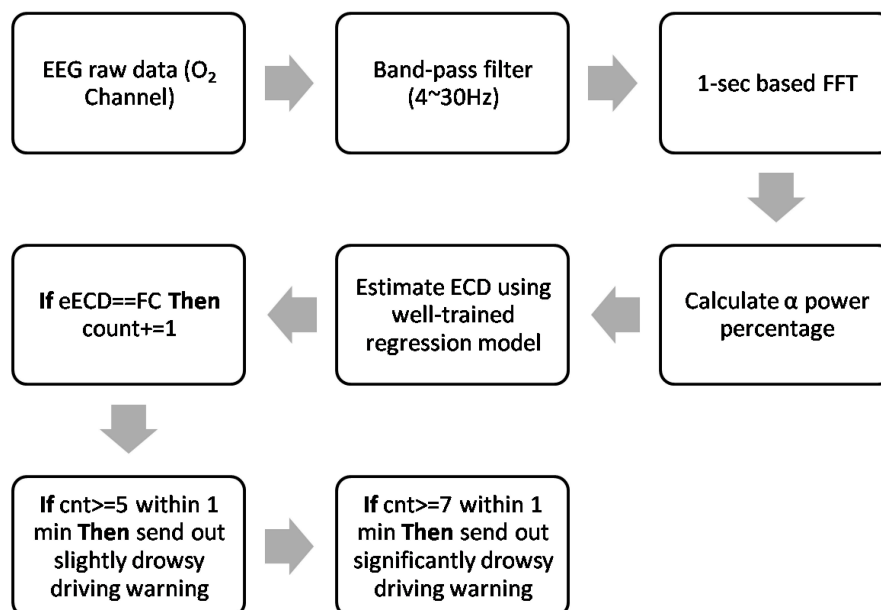 EEG raw data (O₂
Channel)
Band-pass filter
(4~30Hz)
1-sec based FFT
Calculate α power
percentage
Estimate ECD using
well-trained
regression model
If eECD==FC Then
count+=1
If cnt>=5 within 1
min Then send out
slightly drowsy
driving warning
If cnt>=7 within 1
min Then send out
significantly drowsy
driving warning